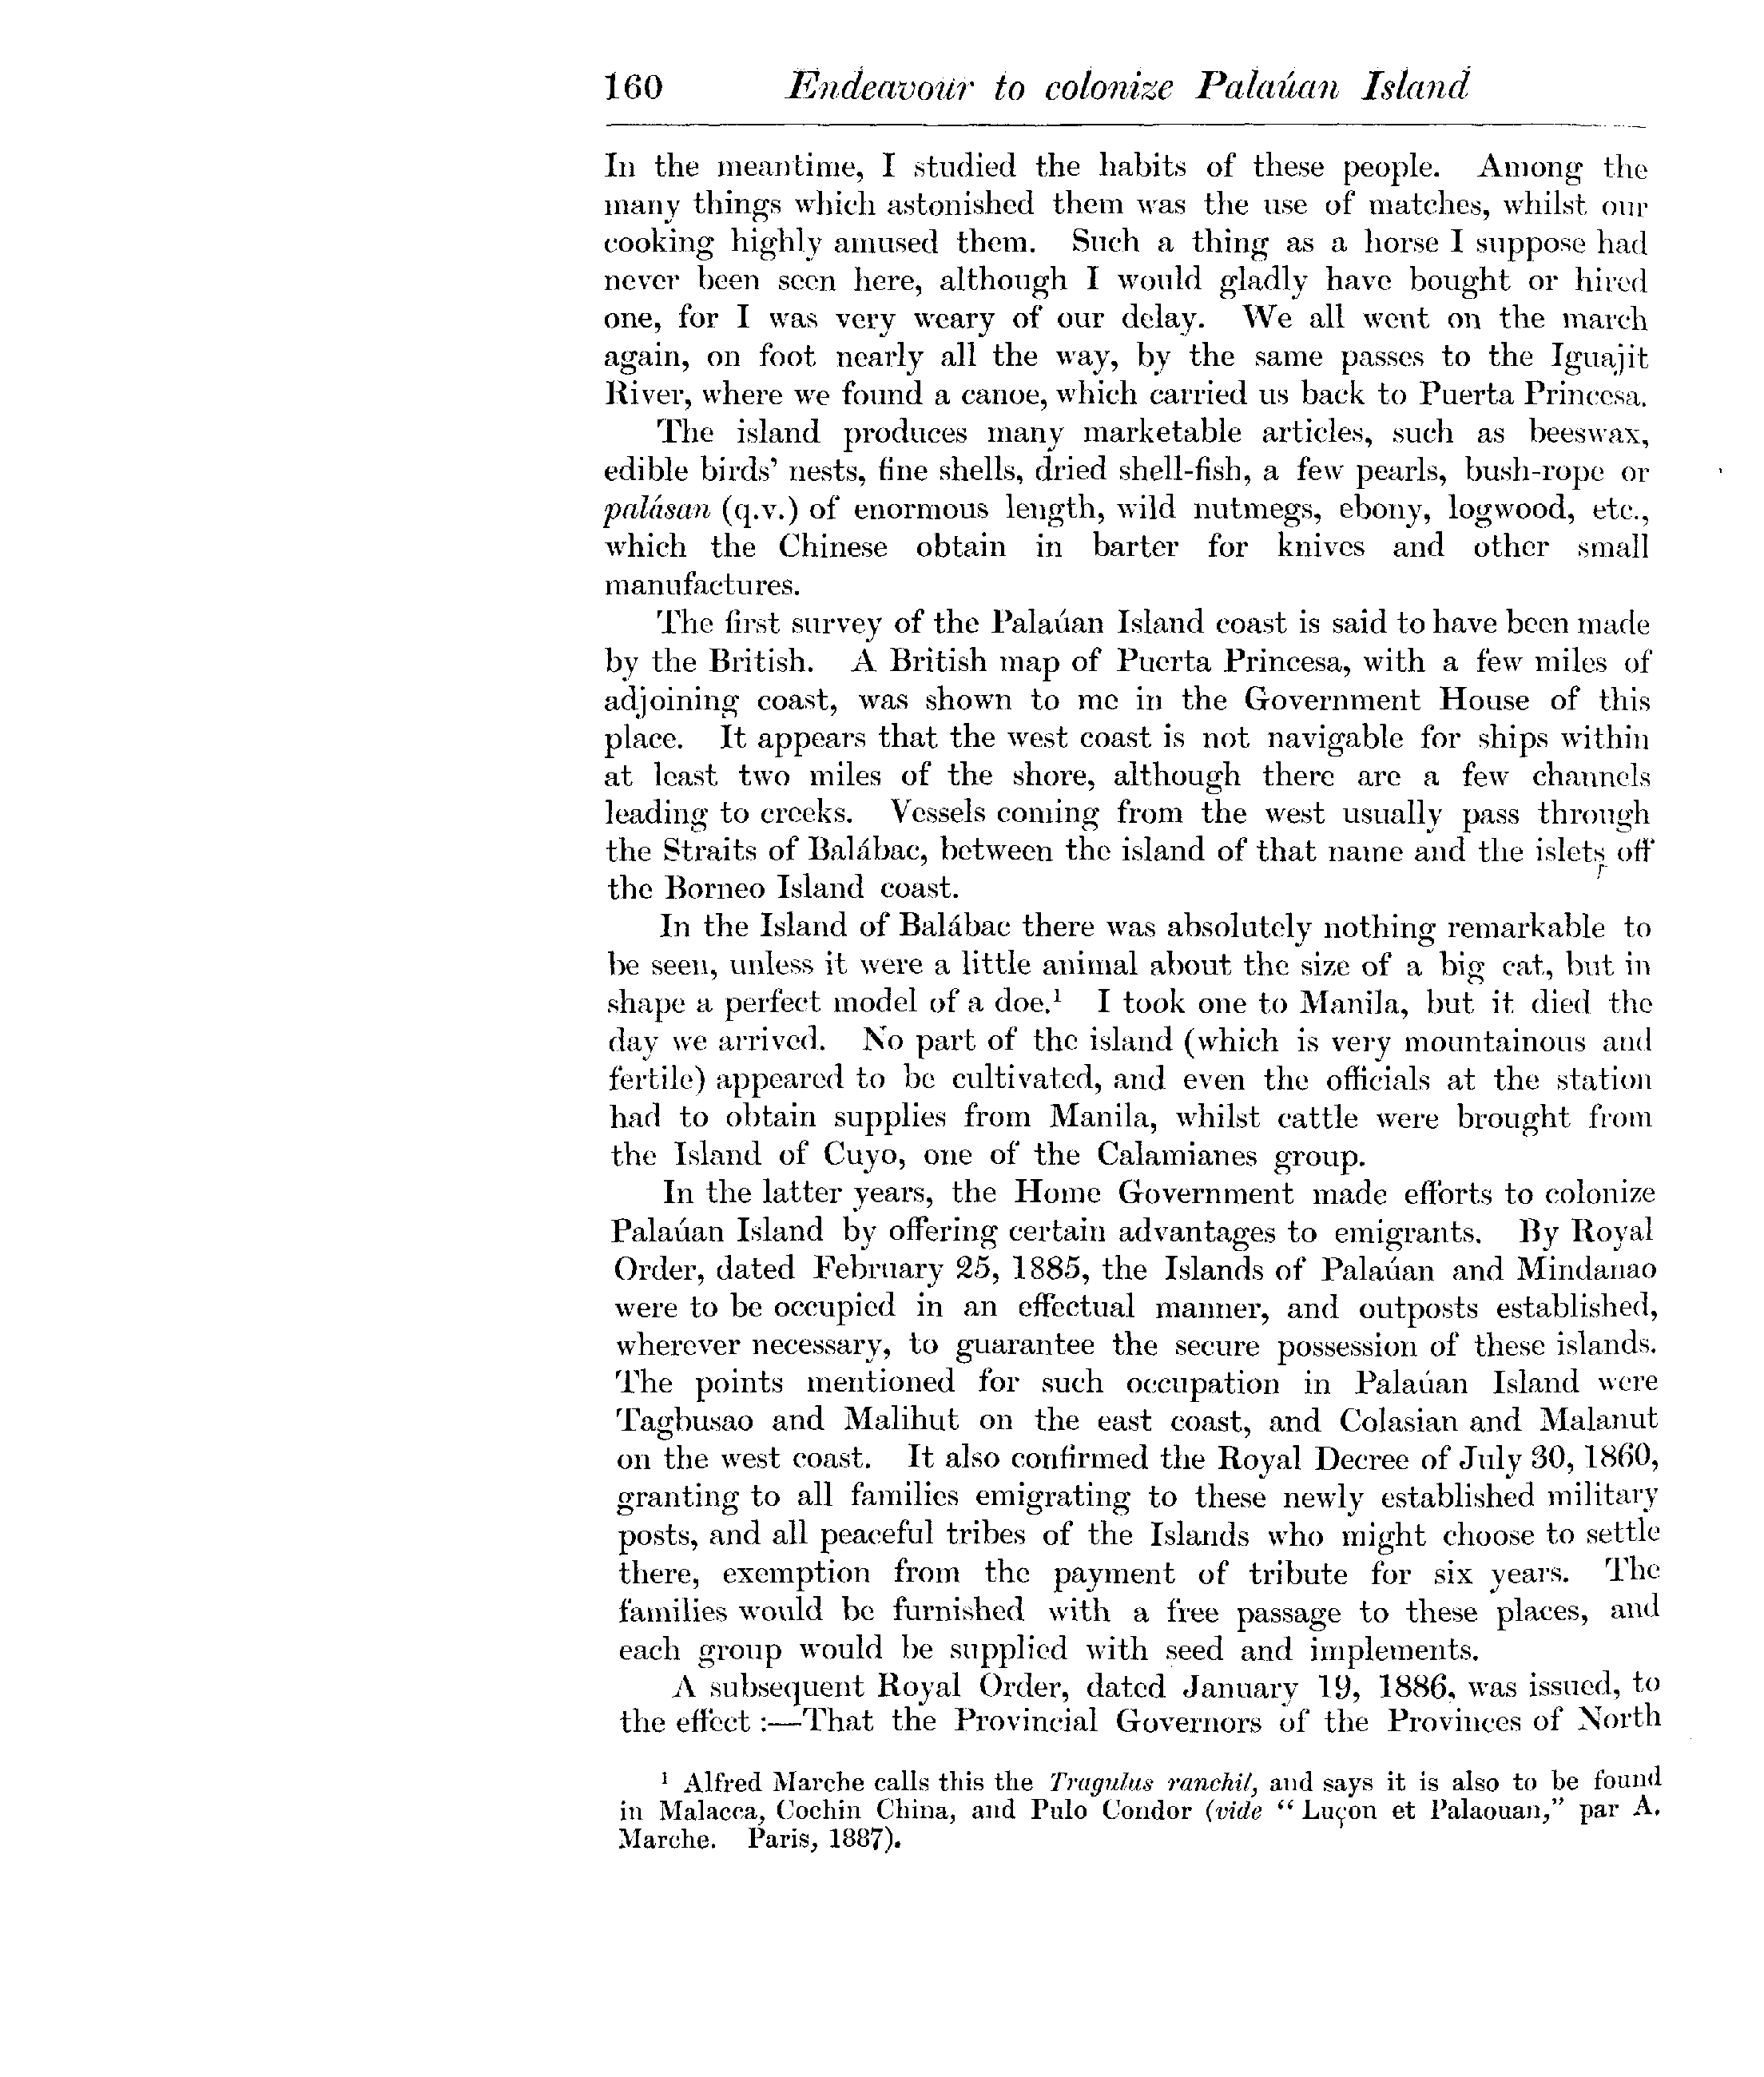 160 Endeavour to colonize Palaúan Island
In the meantime, I studied the habits of these people. Among the
many things which astonished them was the use of matches, whilst our
cooking highly amused them. Such a thing as a horse I suppose had
never been seen here, although I would gladly have bought or hired
one, for I was very weary of our delay. We all went on the march
again, on foot nearly all the way, by the same passes to the Iguajit
River, where we found a canoe, which carried us back to Puerta Princesa.
The island produces many marketable articles, such as beeswax,
edible birds' nests, fine shells, dried shell-fish, a few pearls, bush-rope or
palásan (q.v.) of enormous length, wild nutmegs, ebony, logwood, etc.,
which the Chinese obtain in barter for knives and other small
manufactures.
The first survey of the Palaúan Island coast is said to have been made
by the British. A British map of Puerta Princesa, with a few miles of
adjoining coast, was shown to me in the Government House of this
place. It appears that the west coast is not navigable for ships within
at least two miles of the shore, although there are a few channels
leading to creeks. Vessels coming from the west usually pass through
the Straits of Balábac, between the island of that name and the islets off
the Borneo Island coast.
In the Island of Balábac there was absolutely nothing remarkable to
be seen, unless it were a little animal about the size of a big cat, but in
shape a perfect model of a doe.¹ I took one to Manila, but it died the
day we arrived. No part of the island (which is very mountainous and
fertile) appeared to be cultivated, and even the officials at the station
had to obtain supplies from Manila, whilst cattle were brought from
the Island of Cuyo, one of the Calamianes group.
In the latter years, the Home Government made efforts to colonize
Palaúan Island by offering certain advantages to emigrants. By Royal
Order, dated February 25, 1885, the Islands of Palaúan and Mindanao
were to be occupied in an effectual manner, and outposts established,
wherever necessary, to guarantee the secure possession of these islands.
The points mentioned for such occupation in Palaúan Island were
Tagbusao and Malihut on the east coast, and Colasian and Malanut
on the west coast. It also confirmed the Royal Decree of July 30, 1860,
granting to all families emigrating to these newly established military
posts, and all peaceful tribes of the Islands who might choose to settle
there, exemption from the payment of tribute for six years. The
families would be furnished with a free passage to these places, and
each group would be supplied with seed and implements.
A subsequent Royal Order, dated January 19, 1886, was issued, to
the effect :—That the Provincial Governors of the Provinces of North
¹ Alfred Marche calls this the Tragulus ranchil, and says it is also to be found
in Malacca, Cochin China, and Pulo Condor (vide “ Luçon et Palaouan,” par A.
Marche. Paris, 1887).